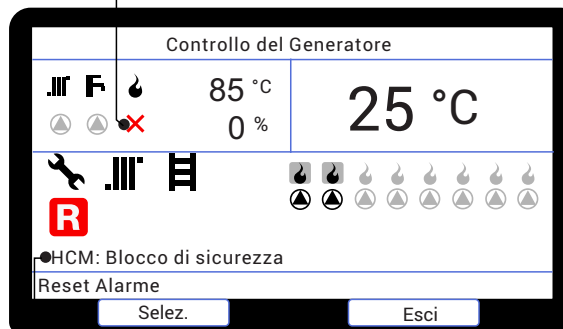 Controllo del Generatore
85 °C
0 %
25 °C
R
HCM: Blocco di sicurezza
Reset Alarme
Selez.
Esci